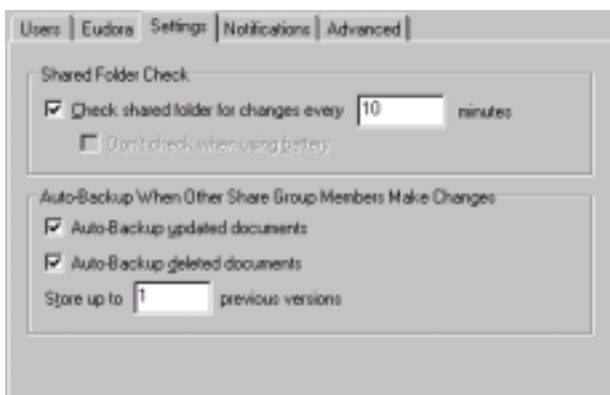 Users Eudora Settings Notifications Advanced
Shared Folder Check
Check shared folder for changes every 10 minutes
Don't check when using battery
Auto-Backup When Other Share Group Members Make Changes
Auto-Backup updated documents
Auto-Backup deleted documents
Store up to 1 previous versions